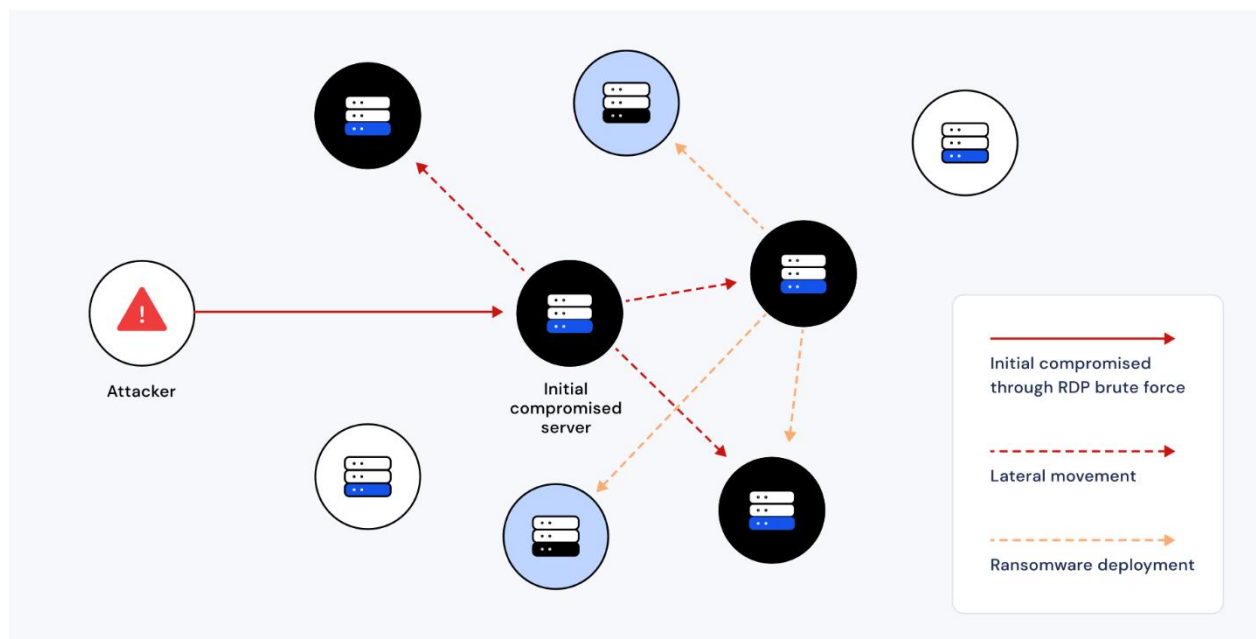 Attacker
Initial
compromised
server
Initial compromised
through RDP brute force
Lateral movement
Ransomware deployment